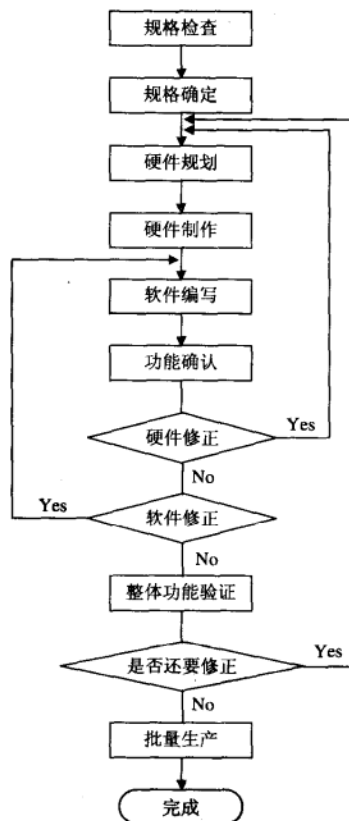 规格检查
规格确定
硬件规划
硬件制作
软件编写
功能确认
硬件修正
Yes
No
Yes
软件修正
No
整体功能验证
是否还要修正
Yes
No
批量生产
完成